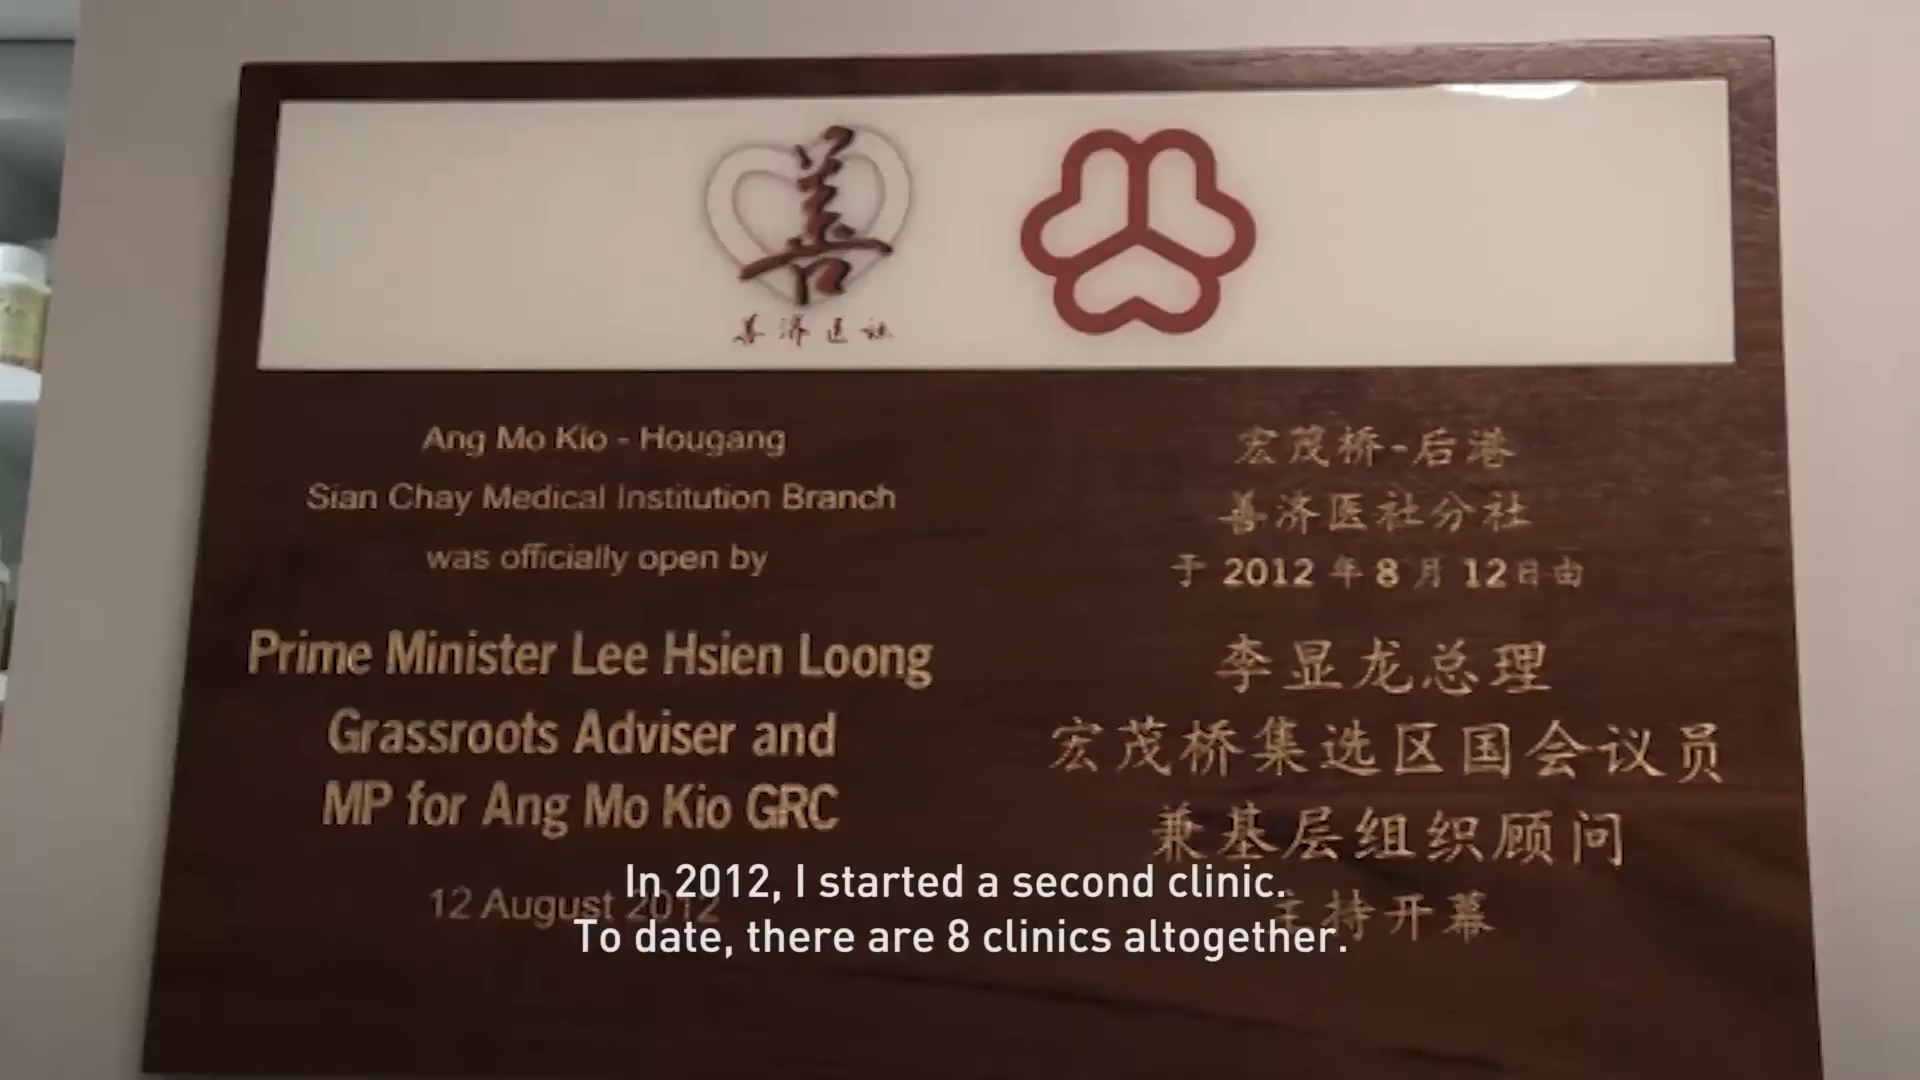 善
善济医社
Ang Mo Kio - Hougang
Sian Chay Medical Institution Branch
was officially open by
Prime Minister Lee Hsien Loong
Grassroots Adviser and
MP for Ang Mo Kio GRC
12 August 2012
宏茂桥-后港
善济医社分社
于 2012 年 8 月 12日由
李显龙总理
宏茂桥集选区国会议员
兼基层组织顾问
主持开幕
In 2012, I started a second clinic.
To date, there are 8 clinics altogether.